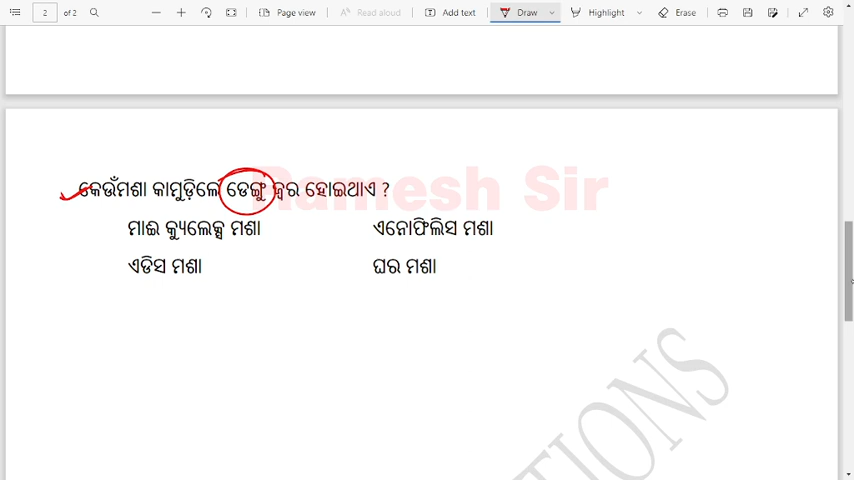 2 of 2 Page view Read aloud Add text Draw Highlight Erase
Ramesh Sir
କେଉଁମଶା କାମୁଡ଼ିଲେ ଡେଙ୍ଗୁ ଜ୍ୱର ହୋଇଥାଏ ?
ମାଈ କ୍ୟୁଲେକ୍ସ ମଶା ଏନୋଫିଲିସ ମଶା
ଏଡିସ ମଶା ଘର ମଶା
TIONS